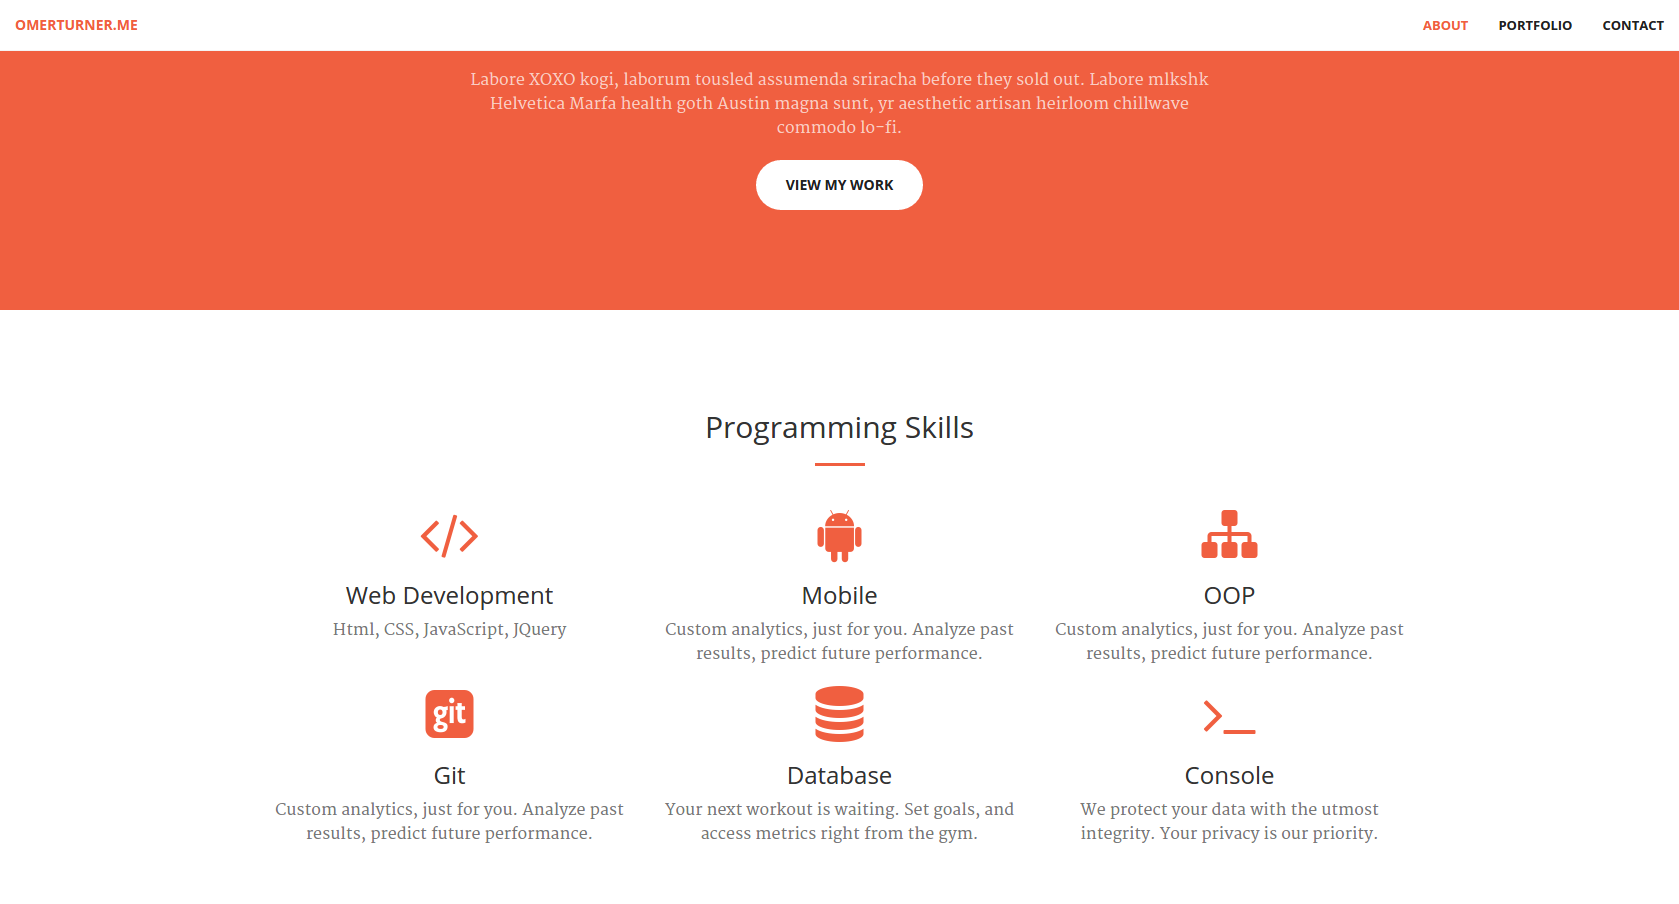 OMERTURNER.ME
ABOUT PORTFOLIO CONTACT
Labore XOXO kogi, laborum tousled assumenda sriracha before they sold out. Labore mlkshk
Helvetica Marfa health goth Austin magna sunt, yr aesthetic artisan heirloom chillwave
commodo lo-fi.
VIEW MY WORK
Programming Skills
Web Development
Html, CSS, JavaScript, JQuery
Mobile
Custom analytics, just for you. Analyze past
results, predict future performance.
OOP
Custom analytics, just for you. Analyze past
results, predict future performance.
git
Git
Custom analytics, just for you. Analyze past
results, predict future performance.
Database
Your next workout is waiting. Set goals, and
access metrics right from the gym.
Console
We protect your data with the utmost
integrity. Your privacy is our priority.